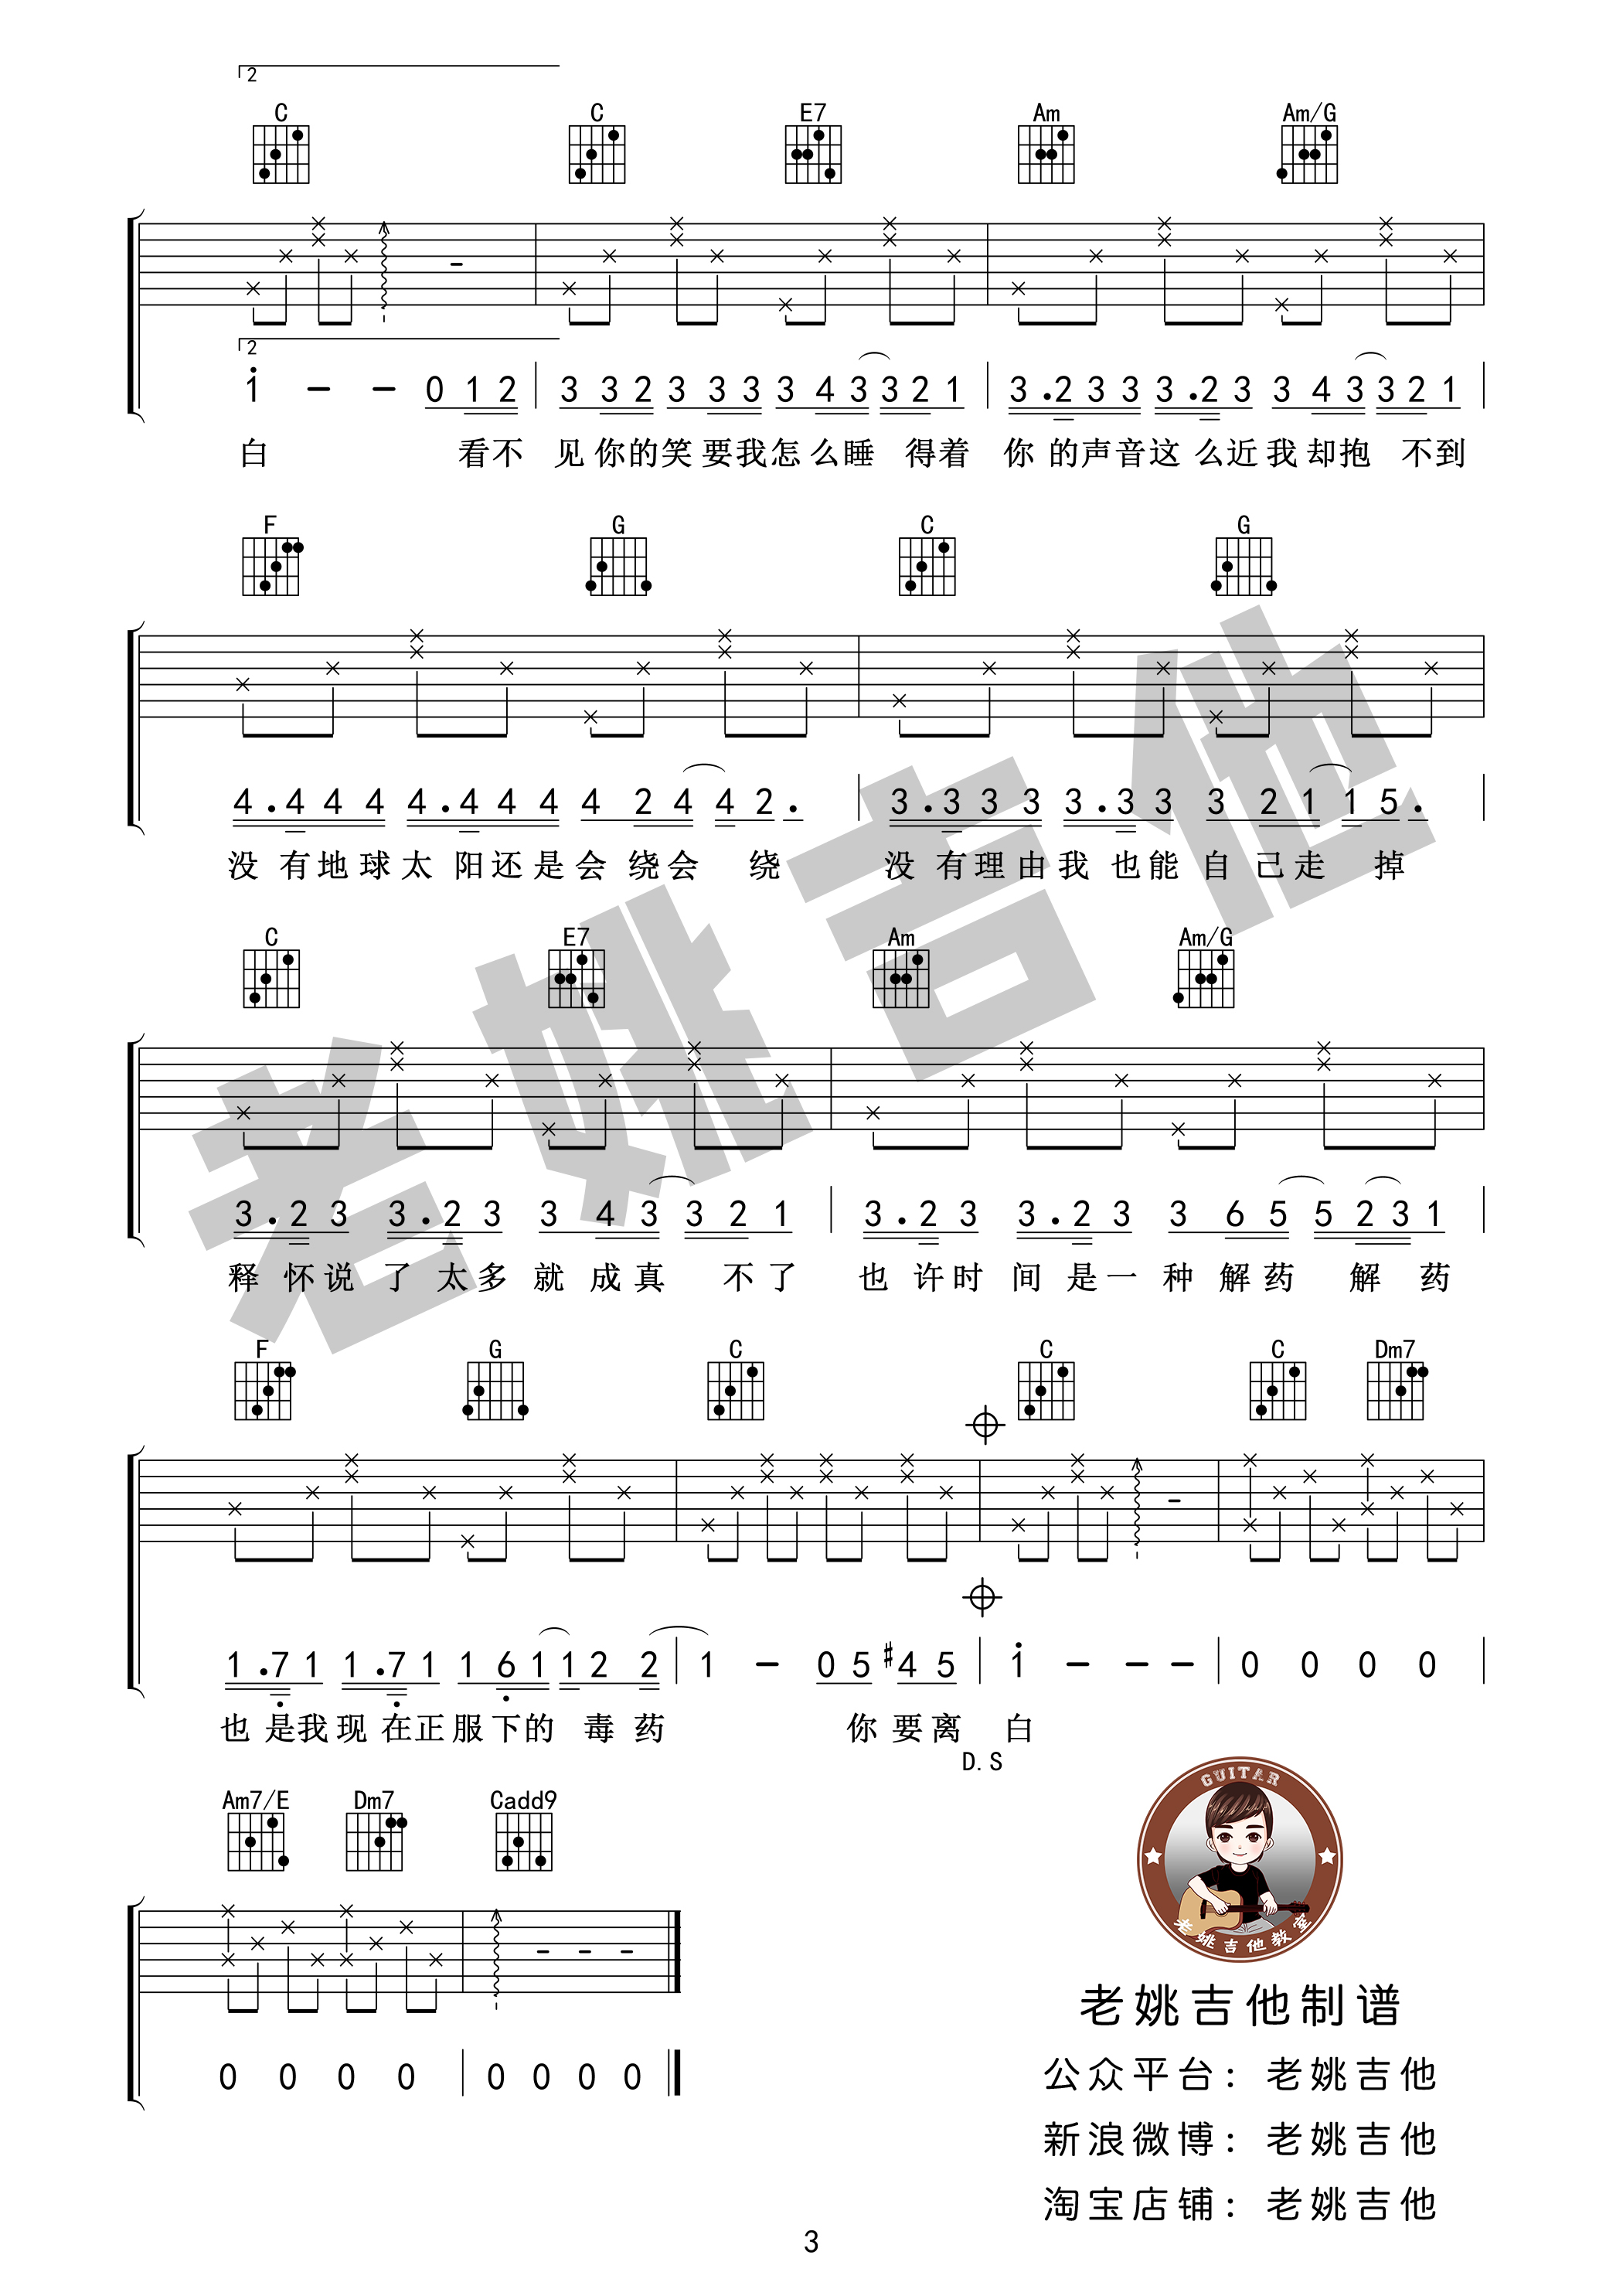 2
C C E7 Am Am/G
2
1 - - 0 1 2 3 3 2 3 3 3 3 4 3 3 2 1 3 . 2 3 3 3 . 2 3 3 4 3 3 2 1
白 看不 见你的笑要我怎么睡 得着 你的声音这么近我却抱 不到
F G C G
4 . 4 4 4 4 . 4 4 4 4 2 4 4 2 . 3 . 3 3 3 3 . 3 3 3 2 1 1 5 .
没有地球太阳还是会绕会 绕 没有理由我也能自己走 掉
C E7 Am Am/G
3 . 2 3 3 . 2 3 3 4 3 3 2 1 3 . 2 3 3 . 2 3 3 6 5 5 2 3 1
释怀说了太多就成真 不了 也许时间是一种解药 解 药
F G C C C Dm7
1 . 7 1 1 . 7 1 1 6 1 1 2 2 1 - 0 5 #4 5 1 - - - 0 0 0 0
也是我现在正服下的 毒药 你要离 白
D.S
Am7/E Dm7 Cadd9
0 0 0 0 0 0 0 0
GUITAR
老姚吉他教室
老姚吉他制谱
公众平台：老姚吉他
新浪微博：老姚吉他
淘宝店铺：老姚吉他
3
老姚吉他